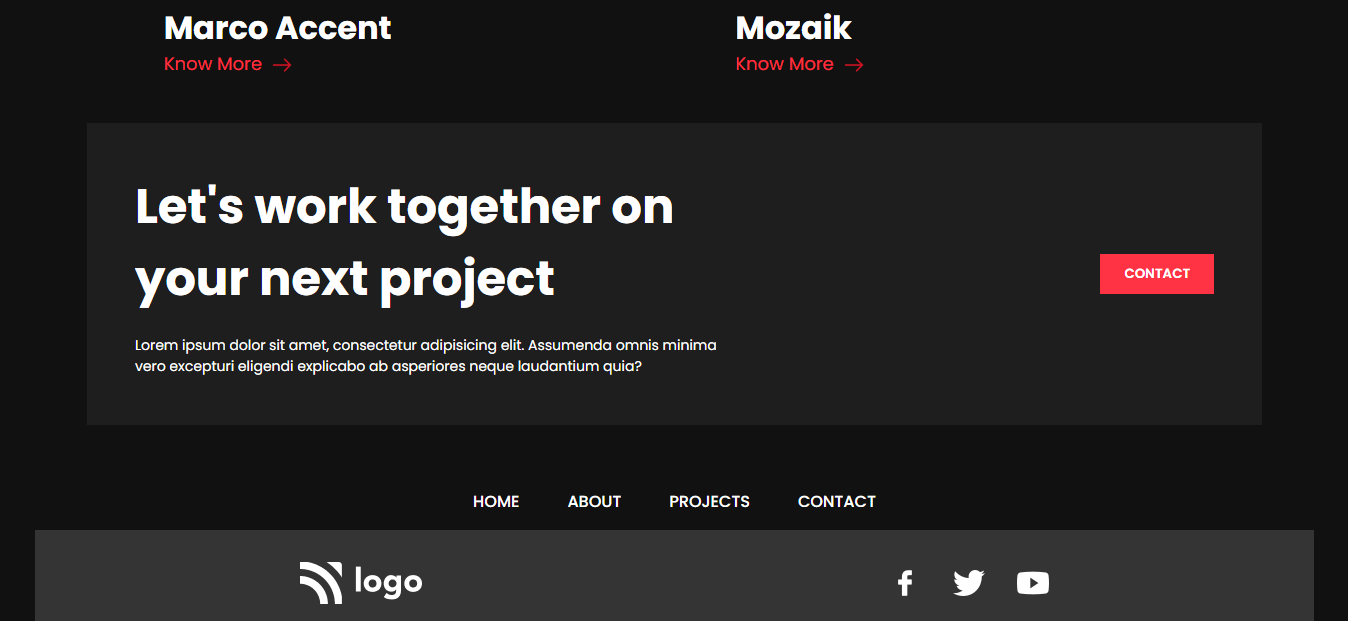 Marco Accent
Mozaik
Know More
Know More
Let's work together on
your next project
CONTACT
Lorem ipsum dolor sit amet, consectetur adipisicing elit. Assumenda omnis minima
vero excepturi eligendi explicabo ab asperiores neque laudantium quia?
HOME ABOUT PROJECTS CONTACT
logo